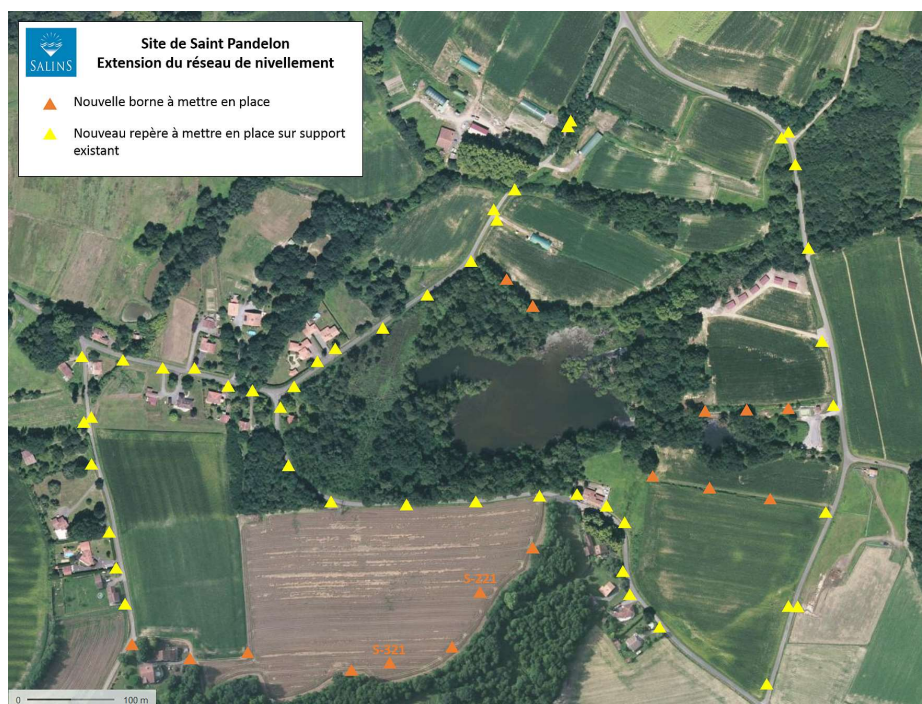 Site de Saint Pandelon
Extension du réseau de nivellement
SALINS
Nouvelle borne à mettre en place
Nouveau repère à mettre en place sur support
existant
S-321
S-321
0
100 m